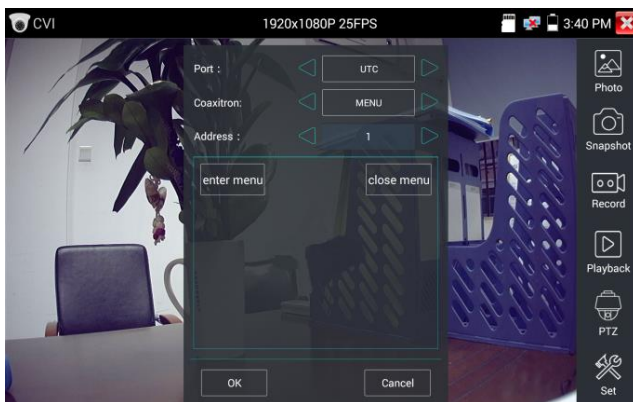 CVI 1920x1080P 25FPS 3:40 PM
Port : UTC
Coaxitron: MENU
Address : 1
enter menu close menu
OK Cancel
Photo
Snapshot
Record
Playback
PTZ
Set